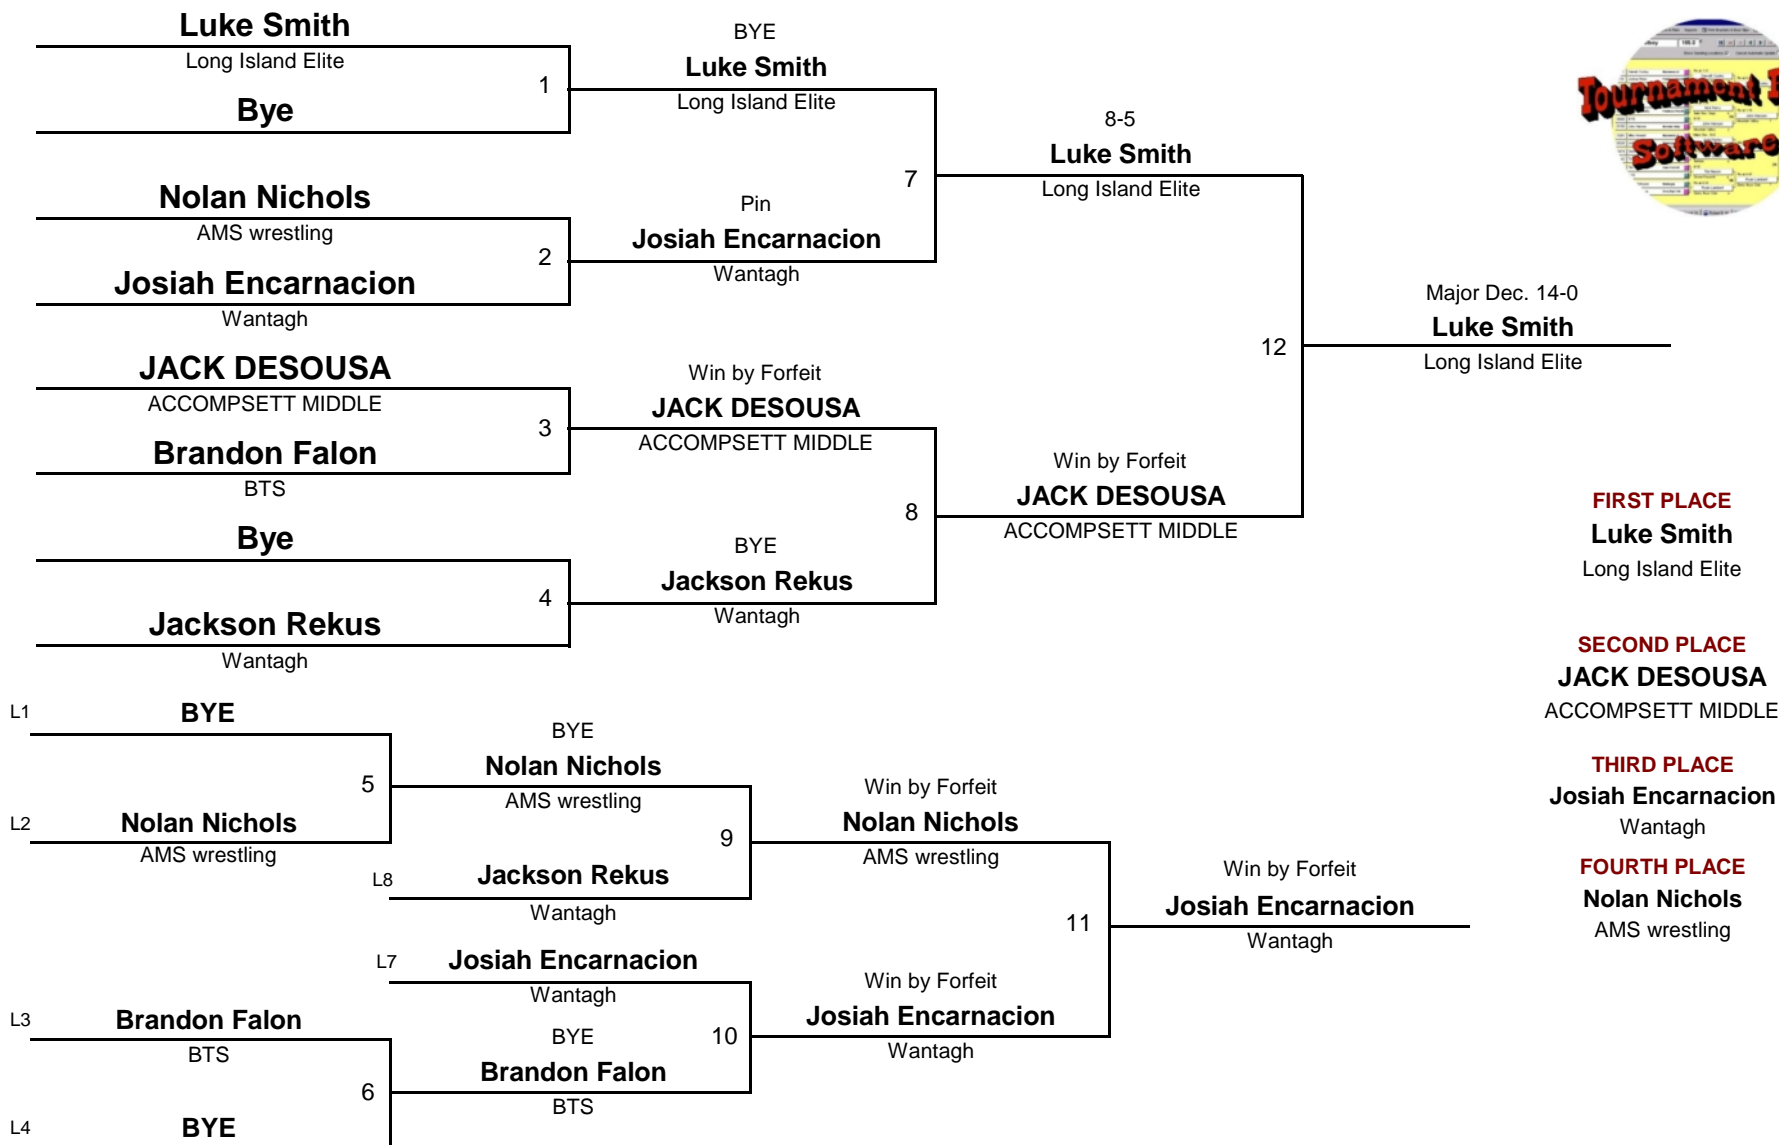 Luke Smith
Long Island Elite
1
Bye
BYE
Luke Smith
Long Island Elite
Nolan Nichols
AMS wrestling
2
Josiah Encarnacion
Wantagh
Pin
Josiah Encarnacion
Wantagh
7
8-5
Luke Smith
Long Island Elite
JACK DESOUSA
ACCOMPSETT MIDDLE
3
Brandon Falon
BTS
Win by Forfeit
JACK DESOUSA
ACCOMPSETT MIDDLE
Bye
4
Jackson Rekus
Wantagh
BYE
Jackson Rekus
Wantagh
8
Win by Forfeit
JACK DESOUSA
ACCOMPSETT MIDDLE
12
Major Dec. 14-0
Luke Smith
Long Island Elite
Tournament
Software
FIRST PLACE
Luke Smith
Long Island Elite
SECOND PLACE
JACK DESOUSA
ACCOMPSETT MIDDLE
THIRD PLACE
Josiah Encarnacion
Wantagh
FOURTH PLACE
Nolan Nichols
AMS wrestling
L1
BYE
5
L2
Nolan Nichols
AMS wrestling
BYE
Nolan Nichols
AMS wrestling
9
L8
Jackson Rekus
Wantagh
Win by Forfeit
Nolan Nichols
AMS wrestling
L7
Josiah Encarnacion
Wantagh
L3
Brandon Falon
BTS
6
L4
BYE
BYE
Brandon Falon
BTS
10
Win by Forfeit
Josiah Encarnacion
Wantagh
11
Win by Forfeit
Josiah Encarnacion
Wantagh